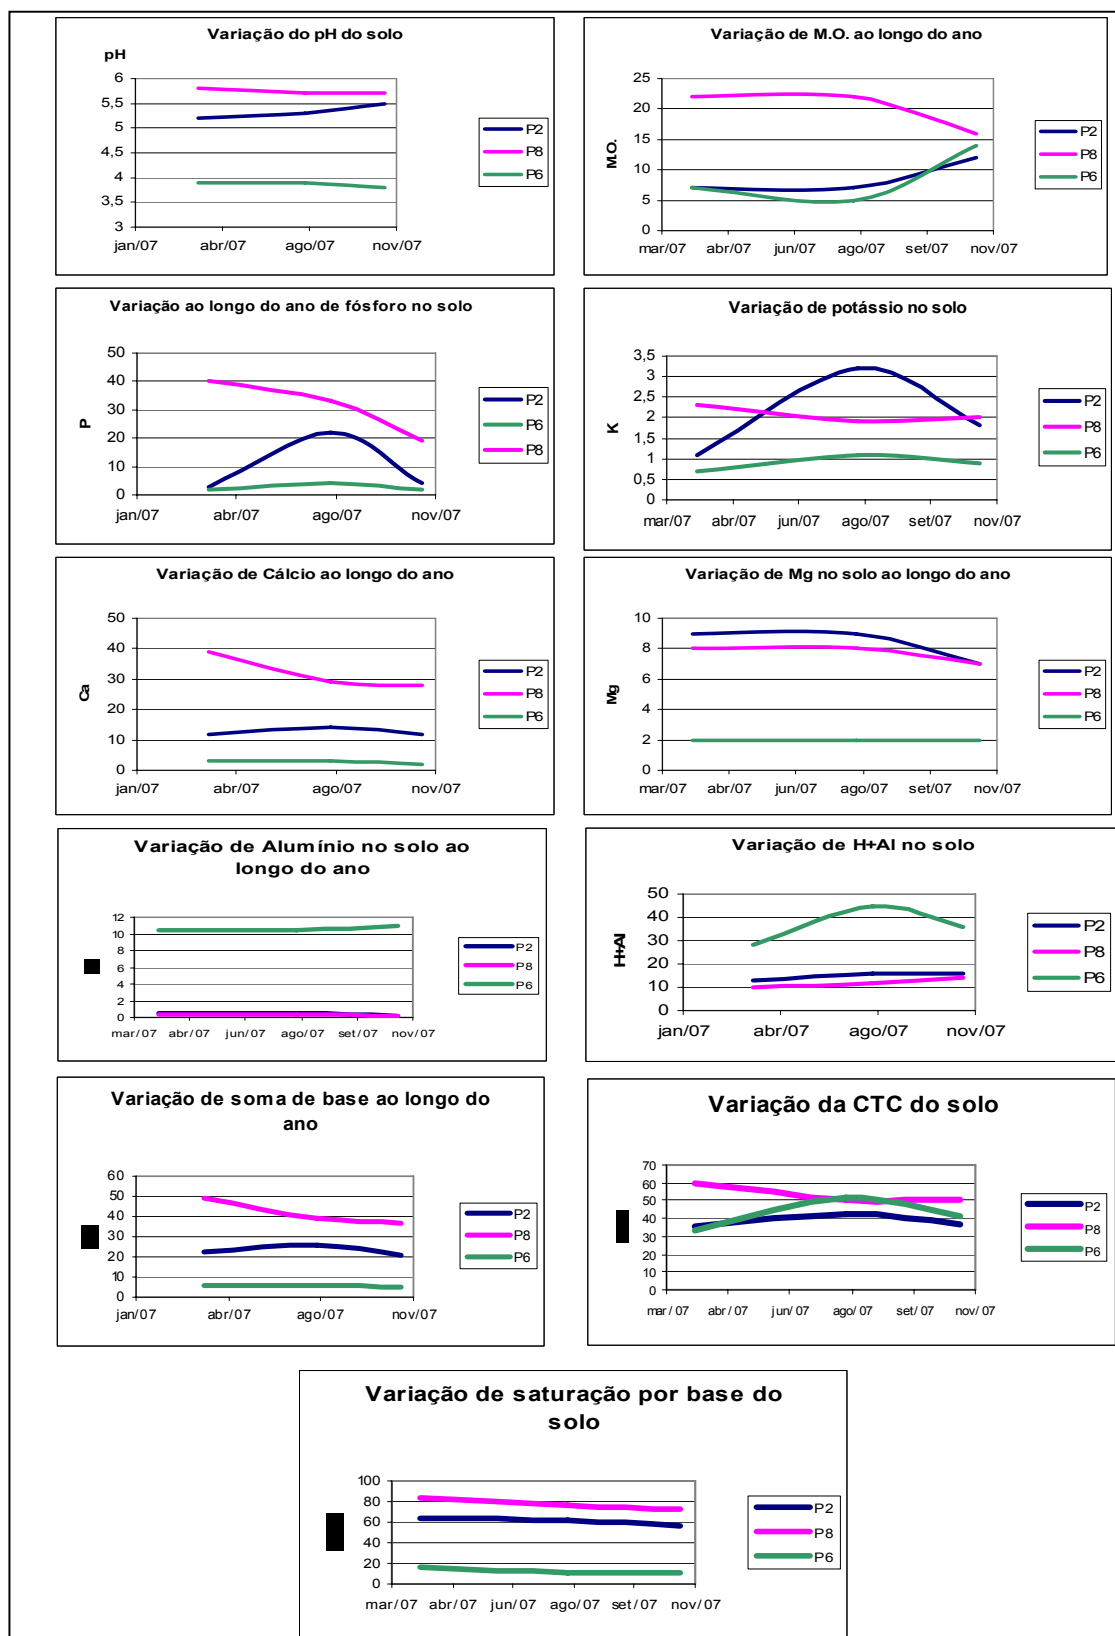 Variação do pH do solo
pH
6
5,5
5
4,5
4
3,5
3
jan/07 abr/07 ago/07 nov/07
P2
P8
P6
Variação de M.O. ao longo do ano
M.O.
25
20
15
10
5
0
mar/07 abr/07 jun/07 ago/07 set/07 nov/07
P2
P8
P6
Variação ao longo do ano de fósforo no solo
P
50
40
30
20
10
0
jan/07 abr/07 ago/07 nov/07
P2
P6
P8
Variação de potássio no solo
K
3,5
3
2,5
2
1,5
1
0,5
0
mar/07 abr/07 jun/07 ago/07 set/07 nov/07
P2
P8
P6
Variação de Cálcio ao longo do ano
Ca
50
40
30
20
10
0
jan/07 abr/07 ago/07 nov/07
P2
P8
P6
Variação de Mg no solo ao longo do ano
Mg
10
8
6
4
2
0
mar/07 abr/07 jun/07 ago/07 set/07 nov/07
P2
P8
P6
Variação de Alumínio no solo ao
longo do ano
12
10
8
6
4
2
0
mar/07 abr/07 jun/07 ago/07 set/07 nov/07
P2
P8
P6
Variação de H+Al no solo
H+Al
50
40
30
20
10
0
jan/07 abr/07 ago/07 nov/07
P2
P8
P6
Variação de soma de base ao longo do
ano
60
50
40
30
20
10
0
jan/07 abr/07 ago/07 nov/07
P2
P8
P6
Variação da CTC do solo
70
60
50
40
30
20
10
0
mar/07 abr/07 jun/07 ago/07 set/07 nov/07
P2
P8
P6
Variação de saturação por base do
solo
100
80
60
40
20
0
mar/07 abr/07 jun/07 ago/07 set/07 nov/07
P2
P8
P6